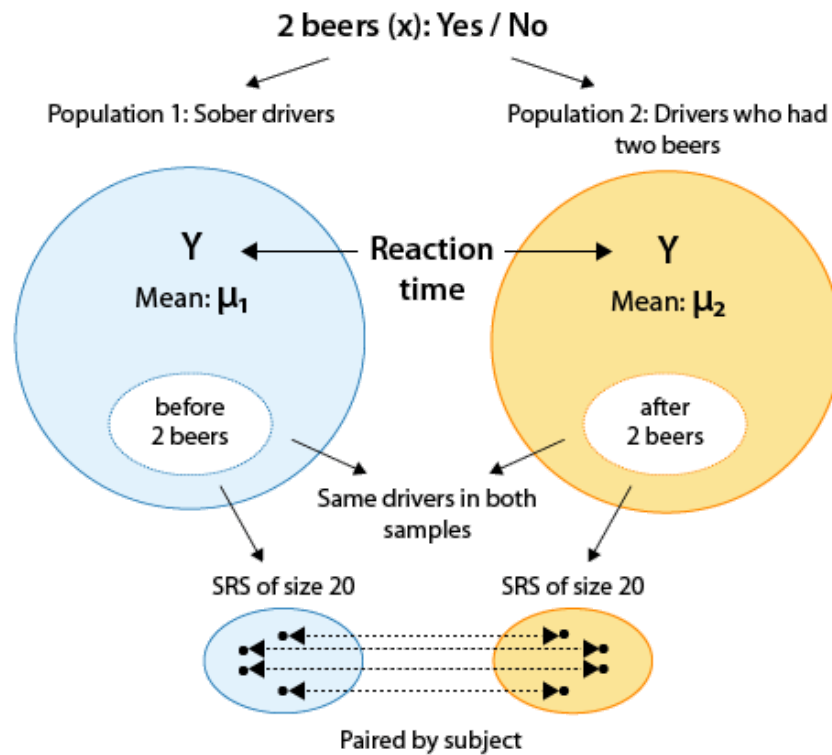 2 beers (x): Yes / No
Population 1: Sober drivers
Population 2: Drivers who had
two beers
Y
Reaction
time
Y
Mean: μ₁
Mean: μ₂
before
2 beers
after
2 beers
Same drivers in both
samples
SRS of size 20
SRS of size 20
Paired by subject